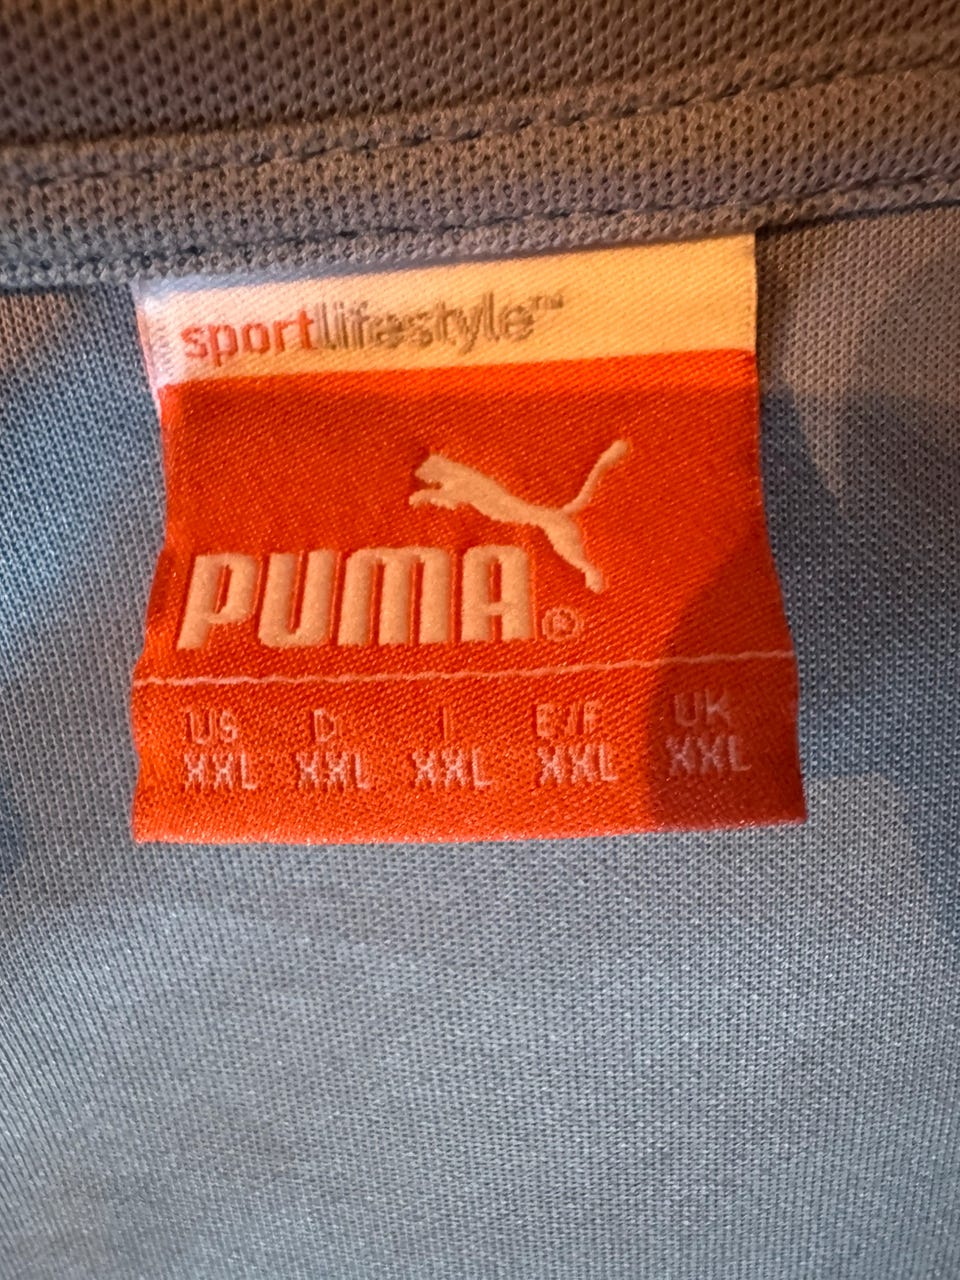 sportlifestyle™
PUMA®
US D I E/F UK
XXL XXL XXL XXL XXL